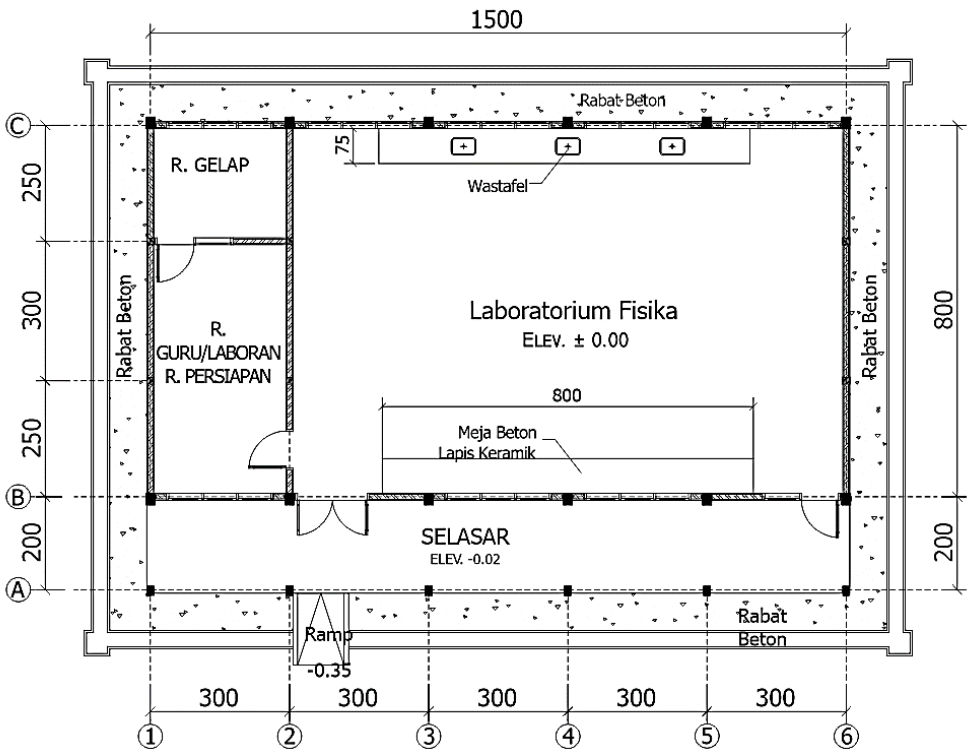 1500
Rabat Beton
C
R. GELAP
75
Wastafel
250
Rabat Beton
300
Laboratorium Fisika
ELEV. ± 0.00
Rabat Beton
800
R.
GURU/LABORAN
R. PERSIAPAN
800
250
Meja Beton
Lapis Keramik
B
SELASAR
ELEV. -0.02
200
200
A
Rabat
Beton
Ramp
-0.35
300
300
300
300
300
1
2
3
4
5
6